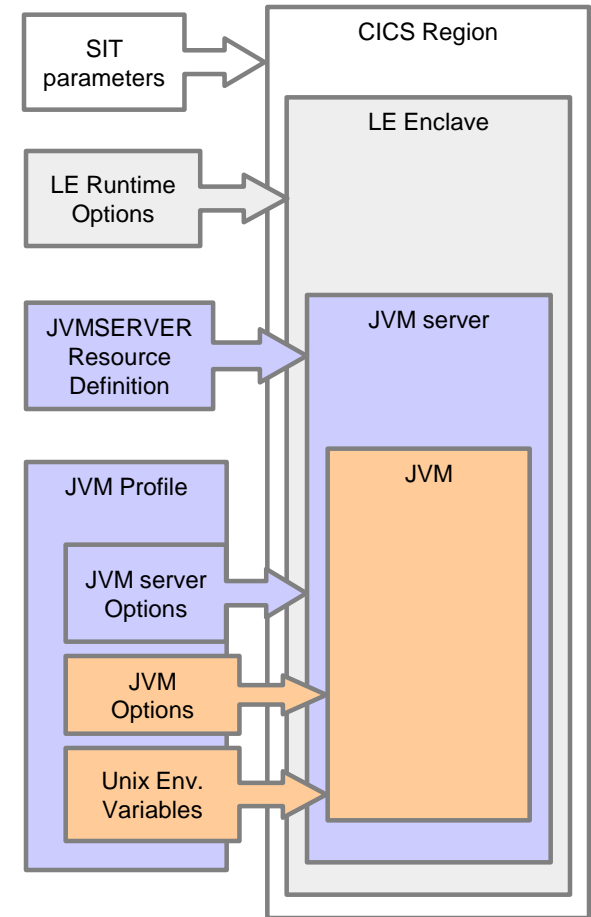 SIT
parameters
CICS Region
LE Enclave
LE Runtime
Options
JVMSERVER
Resource
Definition
JVM server
JVM Profile
JVM
JVM server
Options
JVM
Options
Unix Env.
Variables